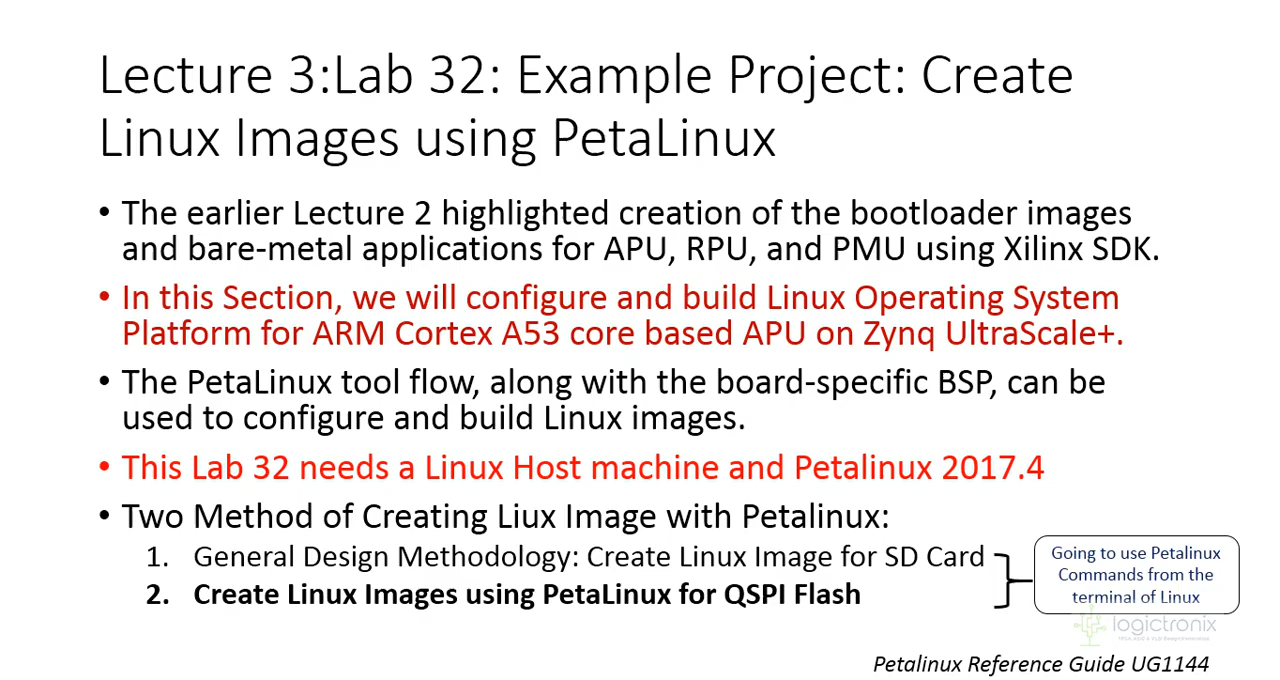 Lecture 3:Lab 32: Example Project: Create
Linux Images using PetaLinux
• The earlier Lecture 2 highlighted creation of the bootloader images
and bare-metal applications for APU, RPU, and PMU using Xilinx SDK.
• In this Section, we will configure and build Linux Operating System
Platform for ARM Cortex A53 core based APU on Zynq UltraScale+.
• The PetaLinux tool flow, along with the board-specific BSP, can be
used to configure and build Linux images.
• This Lab 32 needs a Linux Host machine and Petalinux 2017.4
• Two Method of Creating Liux Image with Petalinux:
1. General Design Methodology: Create Linux Image for SD Card
2. Create Linux Images using PetaLinux for QSPI Flash
Going to use Petalinux
Commands from the
terminal of Linux
logictronix
Petalinux Reference Guide UG1144